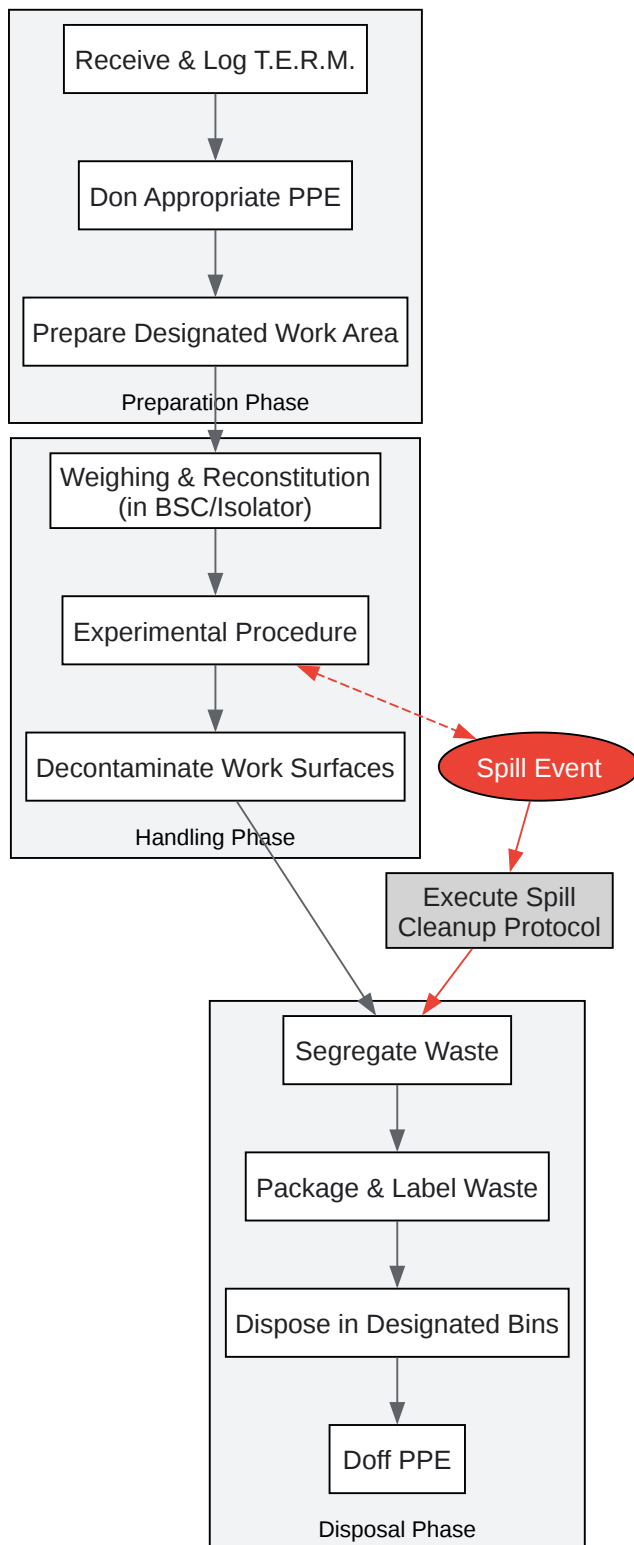 Receive & Log T.E.R.M.
Don Appropriate PPE
Prepare Designated Work Area
Preparation Phase
Weighing & Reconstitution
(in BSC/Isolator)
Experimental Procedure
Decontaminate Work Surfaces
Spill Event
Handling Phase
Execute Spill
Cleanup Protocol
Segregate Waste
Package & Label Waste
Dispose in Designated Bins
Doff PPE
Disposal Phase